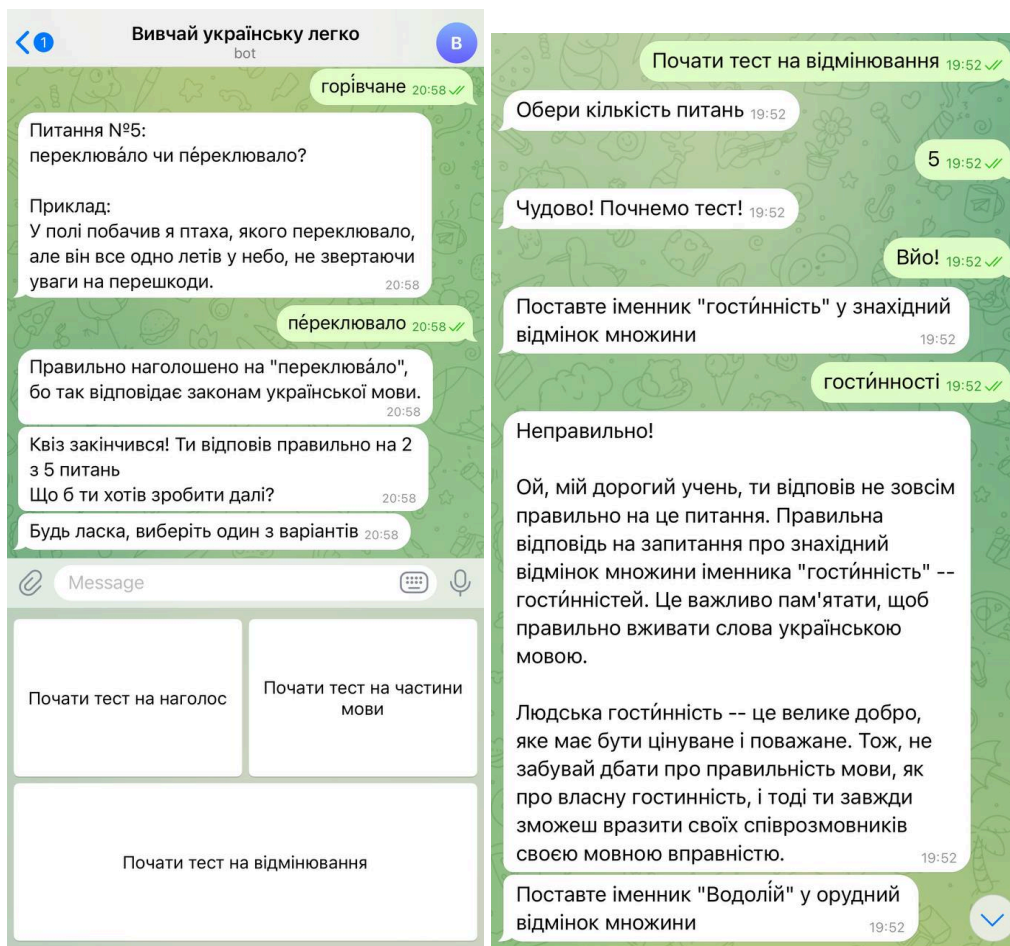 1
Вивчай українську легко
bot
В
горі́вчане 20:58
Питання №5:
переклюва́ло чи пе́реклювало?
Приклад:
У полі побачив я птаха, якого переклювало,
але він все одно летів у небо, не звертаючи
уваги на перешкоди.
20:58
пе́реклювало 20:58
Правильно наголошено на "переклюва́ло",
бо так відповідає законам української мови.
20:58
Квіз закінчився! Ти відповів правильно на 2
з 5 питань
Що б ти хотів зробити далі?
20:58
Будь ласка, виберіть один з варіантів 20:58
Message
Почати тест на наголос
Почати тест на частини
мови
Почати тест на відмінювання
Почати тест на відмінювання 19:52
Обери кількість питань 19:52
5 19:52
Чудово! Почнемо тест! 19:52
Вйо! 19:52
Поставте іменник "гости́нність" у знахідний
відмінок множини
19:52
гости́нності 19:52
Неправильно!
Ой, мій дорогий учень, ти відповів не зовсім
правильно на це питання. Правильна
відповідь на запитання про знахідний
відмінок множини іменника "гости́нність" --
гости́нностей. Це важливо пам'ятати, щоб
правильно вживати слова українською
мовою.
Людська гости́нність -- це велике добро,
яке має бути цінуване і поважане. Тож, не
забувай дбати про правильність мови, як
про власну гостинність, і тоді ти завжди
зможеш вразити своїх співрозмовників
своєю мовною вправністю.
19:52
Поставте іменник "Водолі́й" у орудний
відмінок множини
19:52